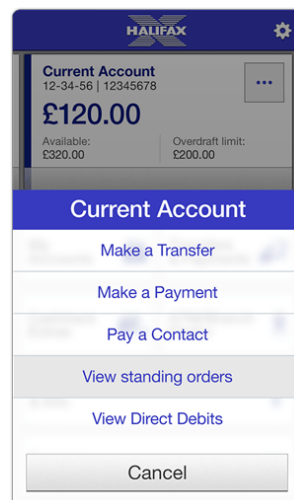 HALIFAX
Current Account
12-34-56 | 12345678
...
£120.00
Available: Overdraft limit:
£320.00 £200.00
Current Account
Make a Transfer
Make a Payment
Pay a Contact
View standing orders
View Direct Debits
Cancel